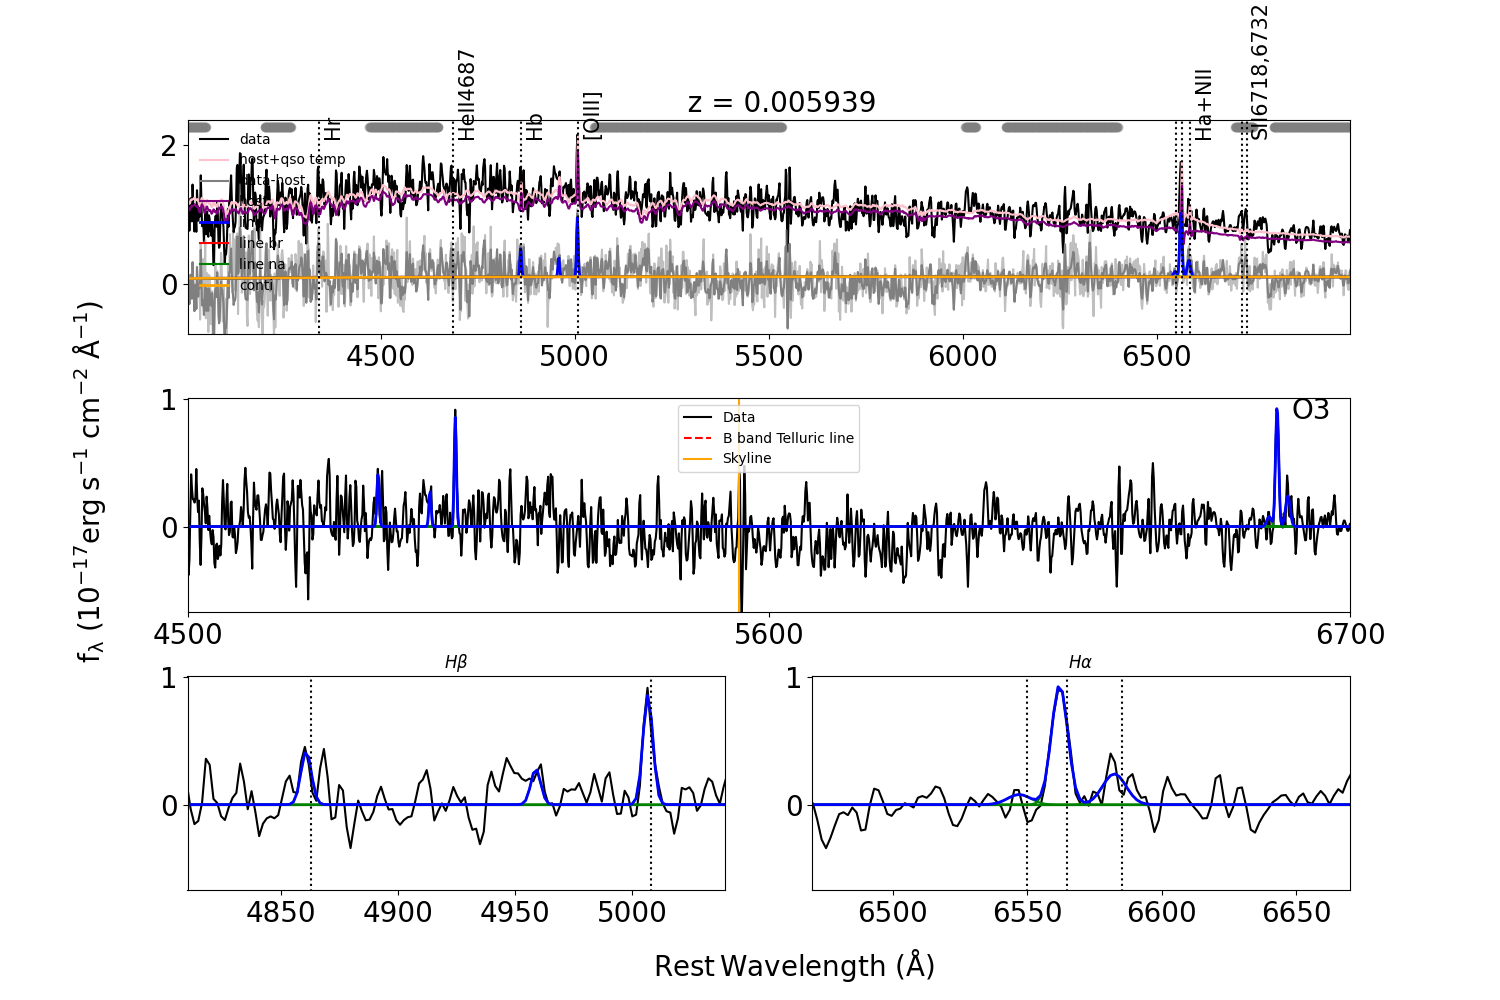 z = 0.005939
Hr
HeII4687
Hb
[OIII]
Ha+NII
SII6718,6732
data
host+qso temp
data-host
line br
line na
conti
2
0
4500 5000 5500 6000 6500
f_λ (10^−17 erg s^−1 cm^−2 Å^−1)
O3
Data
B band Telluric line
Skyline
1
0
4500 5600 6700
Hβ
1
0
4850 4900 4950 5000
Hα
1
0
6500 6550 6600 6650
Rest Wavelength (Å)